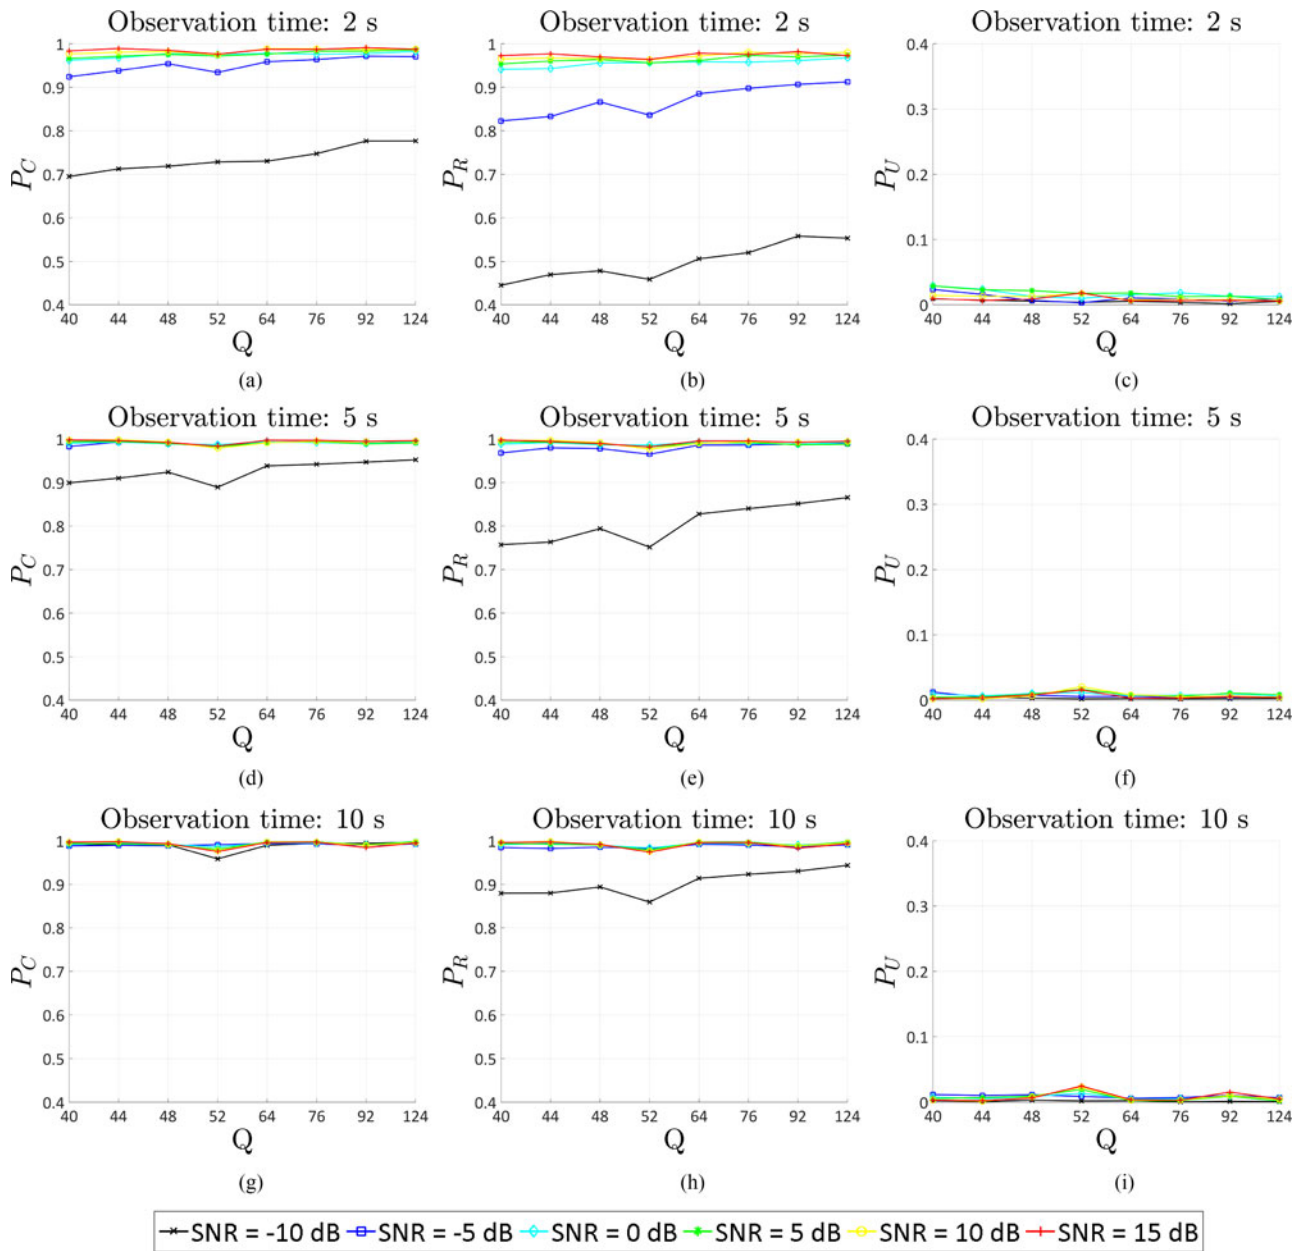 Observation time: 2 s
Observation time: 2 s
Observation time: 2 s
1
0.9
0.8
0.7
0.6
0.5
0.4
P_C
40 44 48 52 64 76 92 124
Q
(a)
1
0.9
0.8
0.7
0.6
0.5
0.4
P_R
40 44 48 52 64 76 92 124
Q
(b)
0.4
0.3
0.2
0.1
0
P_U
40 44 48 52 64 76 92 124
Q
(c)
Observation time: 5 s
Observation time: 5 s
Observation time: 5 s
1
0.9
0.8
0.7
0.6
0.5
0.4
P_C
40 44 48 52 64 76 92 124
Q
(d)
1
0.9
0.8
0.7
0.6
0.5
0.4
P_R
40 44 48 52 64 76 92 124
Q
(e)
0.4
0.3
0.2
0.1
0
P_U
40 44 48 52 64 76 92 124
Q
(f)
Observation time: 10 s
Observation time: 10 s
Observation time: 10 s
1
0.9
0.8
0.7
0.6
0.5
0.4
P_C
40 44 48 52 64 76 92 124
Q
(g)
1
0.9
0.8
0.7
0.6
0.5
0.4
P_R
40 44 48 52 64 76 92 124
Q
(h)
0.4
0.3
0.2
0.1
0
P_U
40 44 48 52 64 76 92 124
Q
(i)
SNR = -10 dB SNR = -5 dB SNR = 0 dB SNR = 5 dB SNR = 10 dB SNR = 15 dB